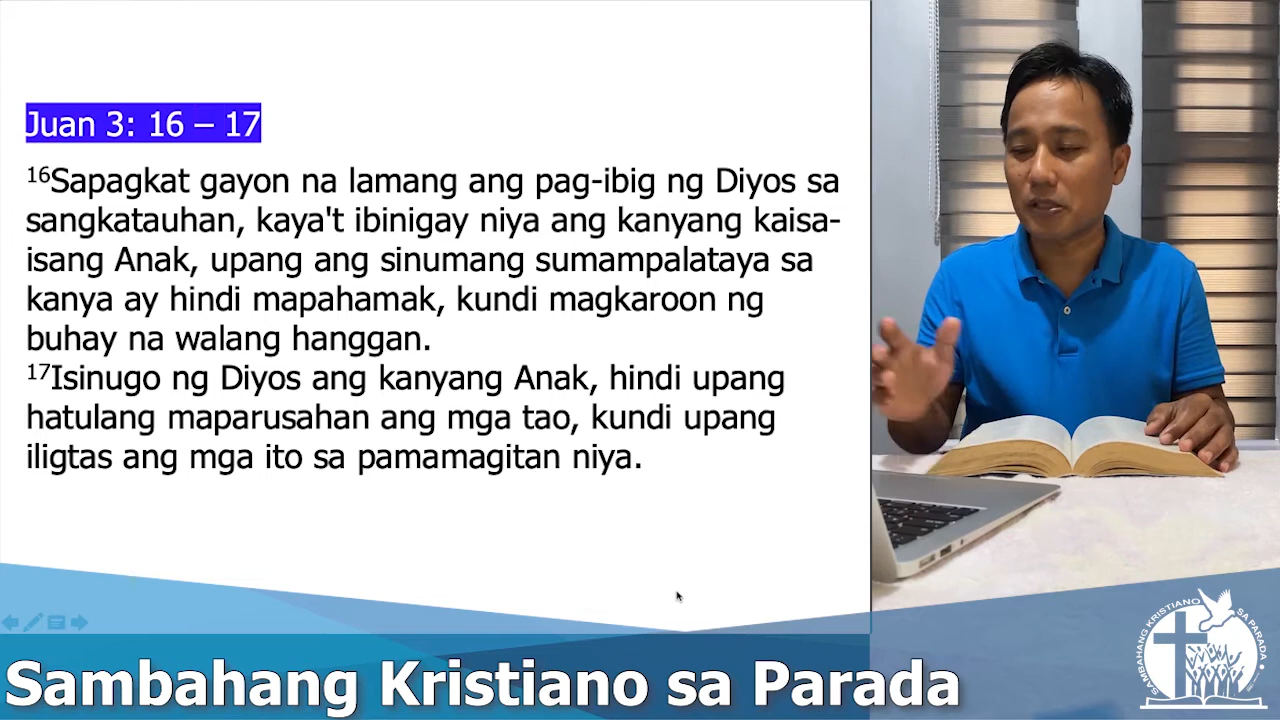 Juan 3: 16 – 17
¹⁶Sapagkat gayon na lamang ang pag-ibig ng Diyos sa
sangkatauhan, kaya't ibinigay niya ang kanyang kaisa-
isang Anak, upang ang sinumang sumampalataya sa
kanya ay hindi mapahamak, kundi magkaroon ng
buhay na walang hanggan.
¹⁷Isinugo ng Diyos ang kanyang Anak, hindi upang
hatulang maparusahan ang mga tao, kundi upang
iligtas ang mga ito sa pamamagitan niya.
Sambahang Kristiano sa Parada
SAMBAHANG KRISTIANO SA PARADA